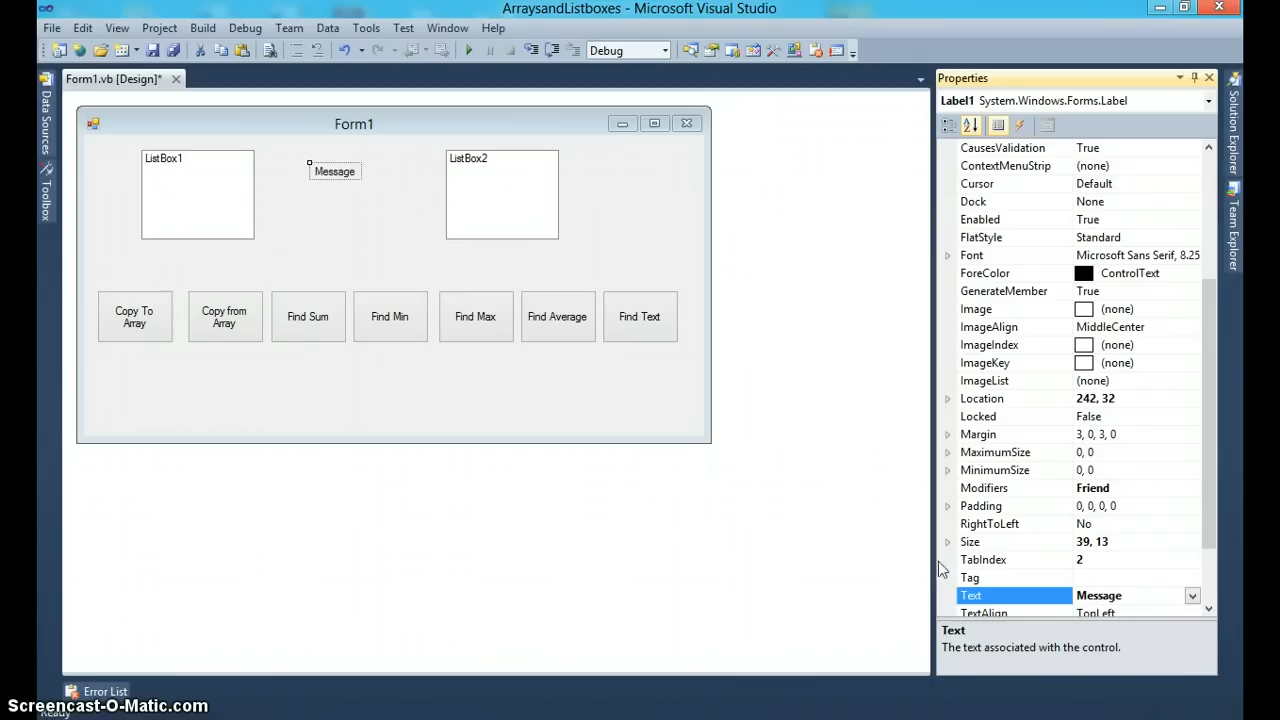 ArraysandListboxes - Microsoft Visual Studio
File Edit View Project Build Debug Team Data Tools Test Window Help
Debug
Form1.vb [Design]*
Data Sources
Toolbox
Form1
ListBox1
Message
ListBox2
Copy To
Array
Copy from
Array
Find Sum
Find Min
Find Max
Find Average
Find Text
Properties
Label1 System.Windows.Forms.Label
CausesValidation True
ContextMenuStrip (none)
Cursor Default
Dock None
Enabled True
FlatStyle Standard
Font Microsoft Sans Serif, 8.25
ForeColor ControlText
GenerateMember True
Image (none)
ImageAlign MiddleCenter
ImageIndex (none)
ImageKey (none)
ImageList (none)
Location 242, 32
Locked False
Margin 3, 0, 3, 0
MaximumSize 0, 0
MinimumSize 0, 0
Modifiers Friend
Padding 0, 0, 0, 0
RightToLeft No
Size 39, 13
TabIndex 2
Tag
Text Message
TextAlign TopLeft
Text
The text associated with the control.
Solution Explorer
Team Explorer
Error List
Screencast-O-Matic.com
Ready